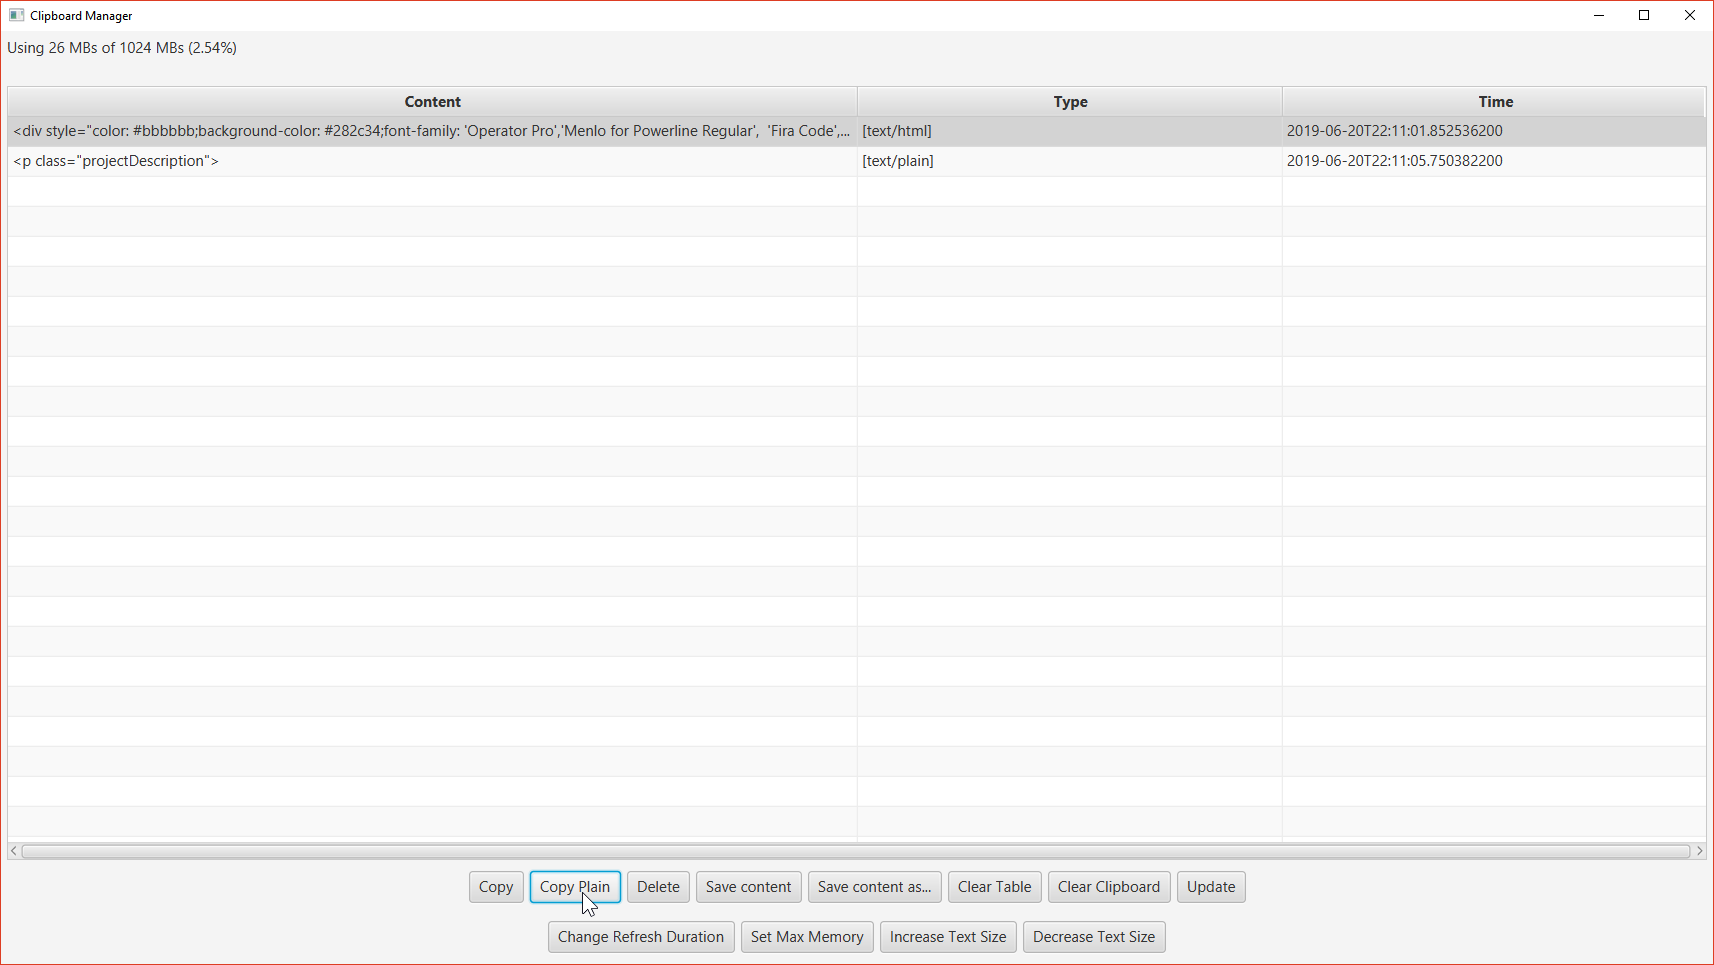 Clipboard Manager
Using 26 MBs of 1024 MBs (2.54%)
Content Type Time
<div style="color: #bbbbbb;background-color: #282c34;font-family: 'Operator Pro','Menlo for Powerline Regular', 'Fira Code',... [text/html] 2019-06-20T22:11:01.852536200
<p class="projectDescription"> [text/plain] 2019-06-20T22:11:05.750382200
Copy Copy Plain Delete Save content Save content as... Clear Table Clear Clipboard Update
Change Refresh Duration Set Max Memory Increase Text Size Decrease Text Size